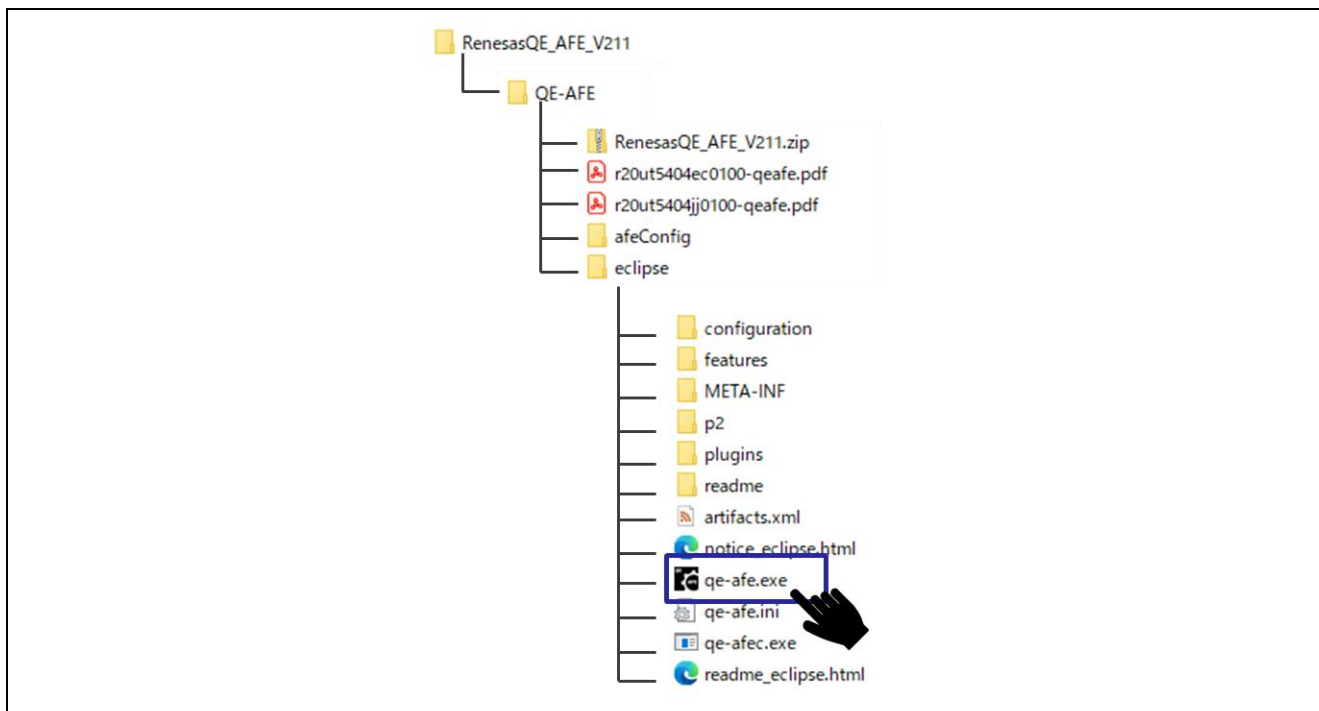 RenesasQE_AFE_V211
QE-AFE
RenesasQE_AFE_V211.zip
r20ut5404ec0100-qeafe.pdf
r20ut5404jj0100-qeafe.pdf
afeConfig
eclipse
configuration
features
META-INF
p2
plugins
readme
artifacts.xml
notice_eclipse.html
qe-afe.exe
qe-afe.ini
qe-afec.exe
readme_eclipse.html